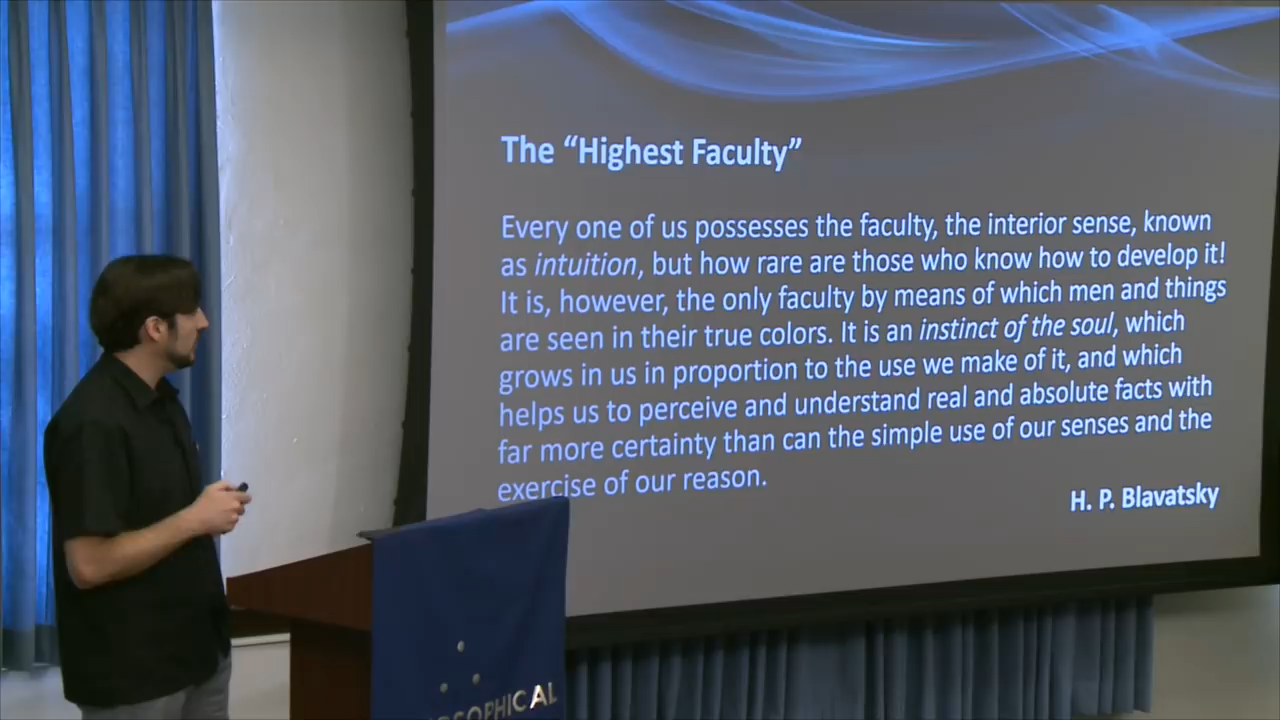 The “Highest Faculty”
Every one of us possesses the faculty, the interior sense, known
as intuition, but how rare are those who know how to develop it!
It is, however, the only faculty by means of which men and things
are seen in their true colors. It is an instinct of the soul, which
grows in us in proportion to the use we make of it, and which
helps us to perceive and understand real and absolute facts with
far more certainty than can the simple use of our senses and the
exercise of our reason.
H. P. Blavatsky